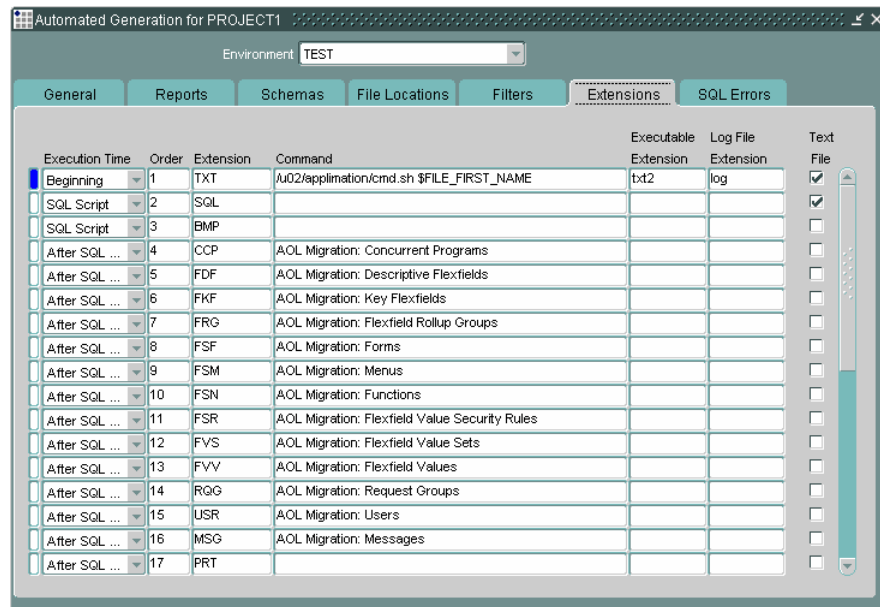 Automated Generation for PROJECT1
Environment TEST
General Reports Schemas File Locations Filters Extensions SQL Errors
Executable Log File Text
Execution Time Order Extension Command Extension Extension File
Beginning 1 TXT /u02/applimation/cmd.sh $FILE_FIRST_NAME txt2 log
SQL Script 2 SQL
SQL Script 3 BMP
After SQL ... 4 CCP AOL Migration: Concurrent Programs
After SQL ... 5 FDF AOL Migration: Descriptive Flexfields
After SQL ... 6 FKF AOL Migration: Key Flexfields
After SQL ... 7 FRG AOL Migration: Flexfield Rollup Groups
After SQL ... 8 FSF AOL Migration: Forms
After SQL ... 9 FSM AOL Migration: Menus
After SQL ... 10 FSN AOL Migration: Functions
After SQL ... 11 FSR AOL Migration: Flexfield Value Security Rules
After SQL ... 12 FVS AOL Migration: Flexfield Value Sets
After SQL ... 13 FVV AOL Migration: Flexfield Values
After SQL ... 14 RQG AOL Migration: Request Groups
After SQL ... 15 USR AOL Migration: Users
After SQL ... 16 MSG AOL Migration: Messages
After SQL ... 17 PRT